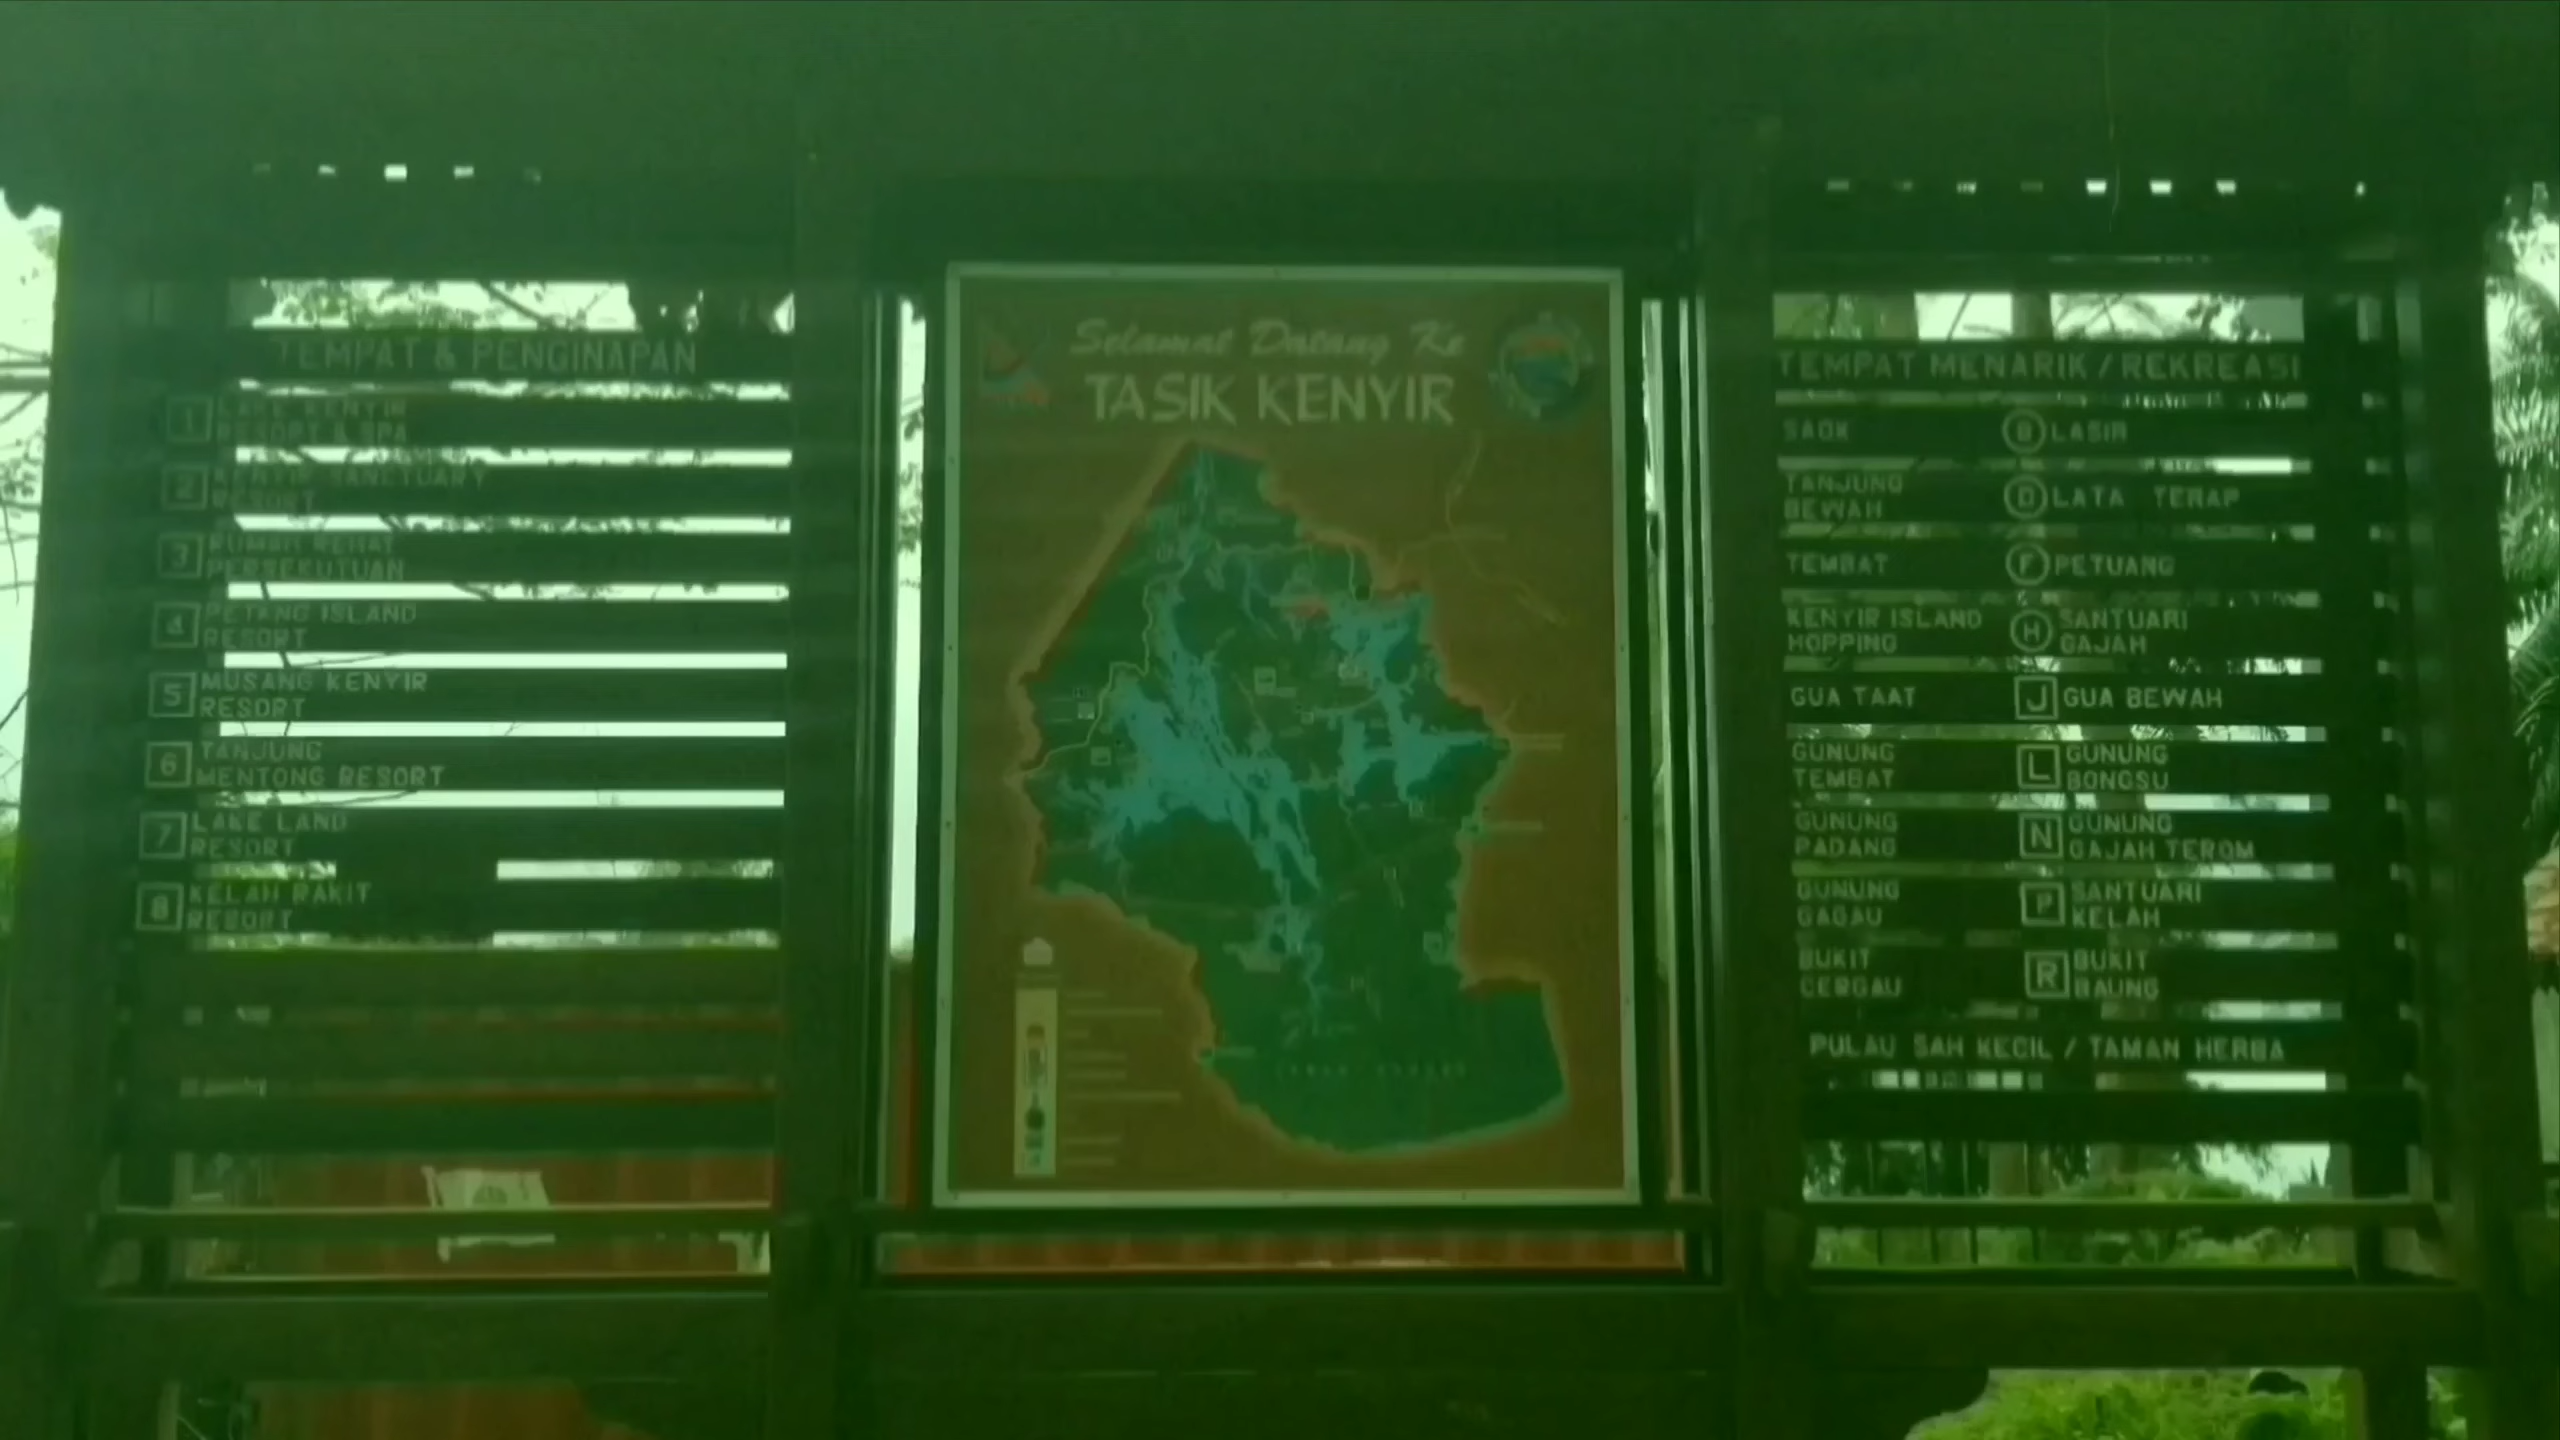 TEMPAT & PENGINAPAN
1 LAKE KENYIR
RESORT & SPA
2 KENYIR SANCTUARY
RESORT
3 RUMAH REHAT
PERSEKUTUAN
4 PETANG ISLAND
RESORT
5 MUSANG KENYIR
RESORT
6 TANJUNG
MENTONG RESORT
7 LAKE LAND
RESORT
8 KELAH RAKIT
RESORT
Selamat Datang Ke
TASIK KENYIR
TEMPAT MENARIK / REKREASI
SAOK B LASIR
TANJUNG
BEWAH
D LATA TERAP
TEMBAT F PETUANG
KENYIR ISLAND
HOPPING
H SANTUARI
GAJAH
GUA TAAT J GUA BEWAH
GUNUNG
TEMBAT
L GUNUNG
BONGSU
GUNUNG
PADANG
N GUNUNG
GAJAH TEROM
GUNUNG
GAGAU
P SANTUARI
KELAH
BUKIT
CERGAU
R BUKIT
BAUNG
PULAU SAH KECIL / TAMAN HERBA